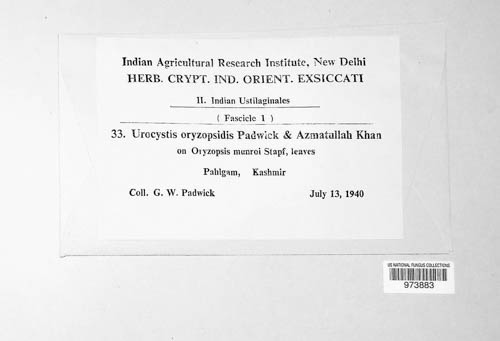 Indian Agricultural Research Institute, New Delhi
HERB. CRYPT. IND. ORIENT. EXSICCATI
II. Indian Ustilaginales
( Fascicle 1 )
33. Urocystis oryzopsidis Padwick & Azmatullah Khan
on Oryzopsis munroi Stapf, leaves
Pahlgam, Kashmir
Coll. G. W. Padwick July 13, 1940
US NATIONAL FUNGUS COLLECTIONS
973883